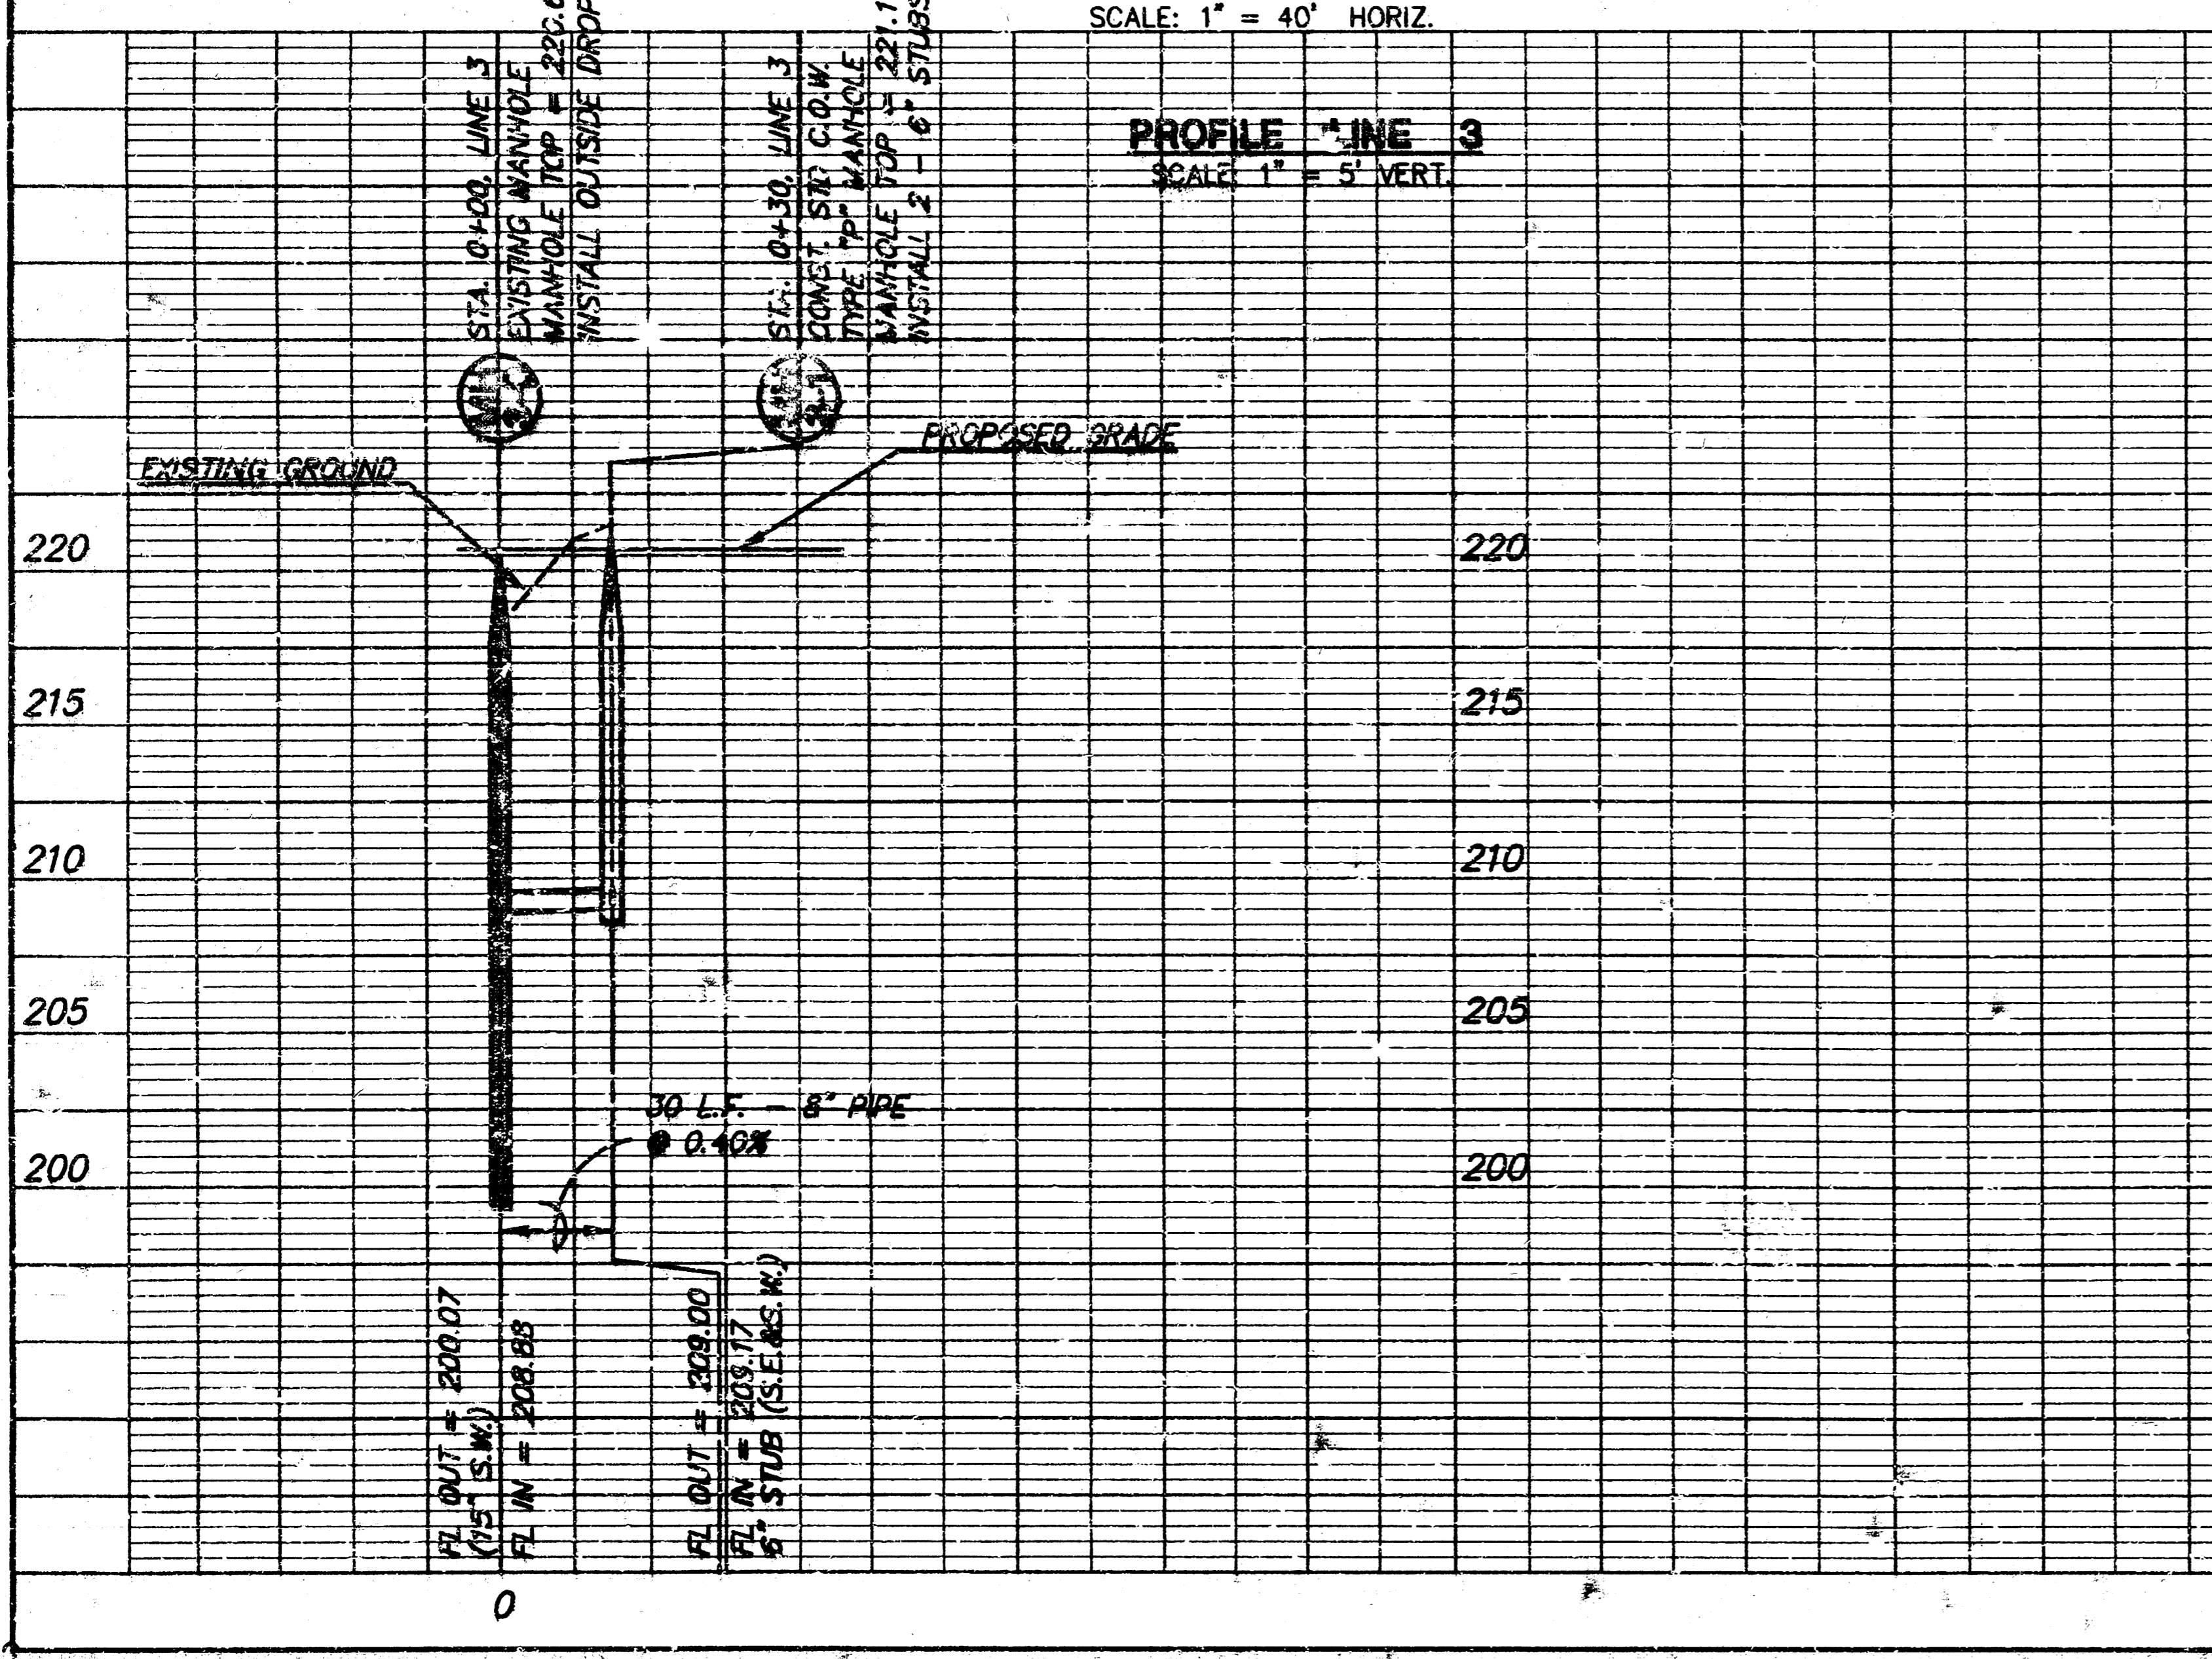 SCALE: 1" = 40' HORIZ.
STA. 0+00, LINE 3
EXISTING MANHOLE
MANHOLE TOP = 220.
INSTALL OUTSIDE DROP
STA. 0+30, LINE 3
CONST. STD C.O.W.
TYPE "P" MANHOLE
MANHOLE TOP = 221.1
INSTALL 2 - 6" STUBS
PROFILE LINE 3
SCALE 1" = 5' VERT.
MH
MH
3-1
PROPOSED GRADE
EXISTING GROUND
220
220
215
215
210
210
205
205
30 L.F. - 8" PIPE
@ 0.40%
200
200
FL OUT = 200.07
(15" S.W.)
FL IN = 208.88
FL OUT = 209.00
FL IN = 209.17
6" STUB (S.E.&S.W.)
0